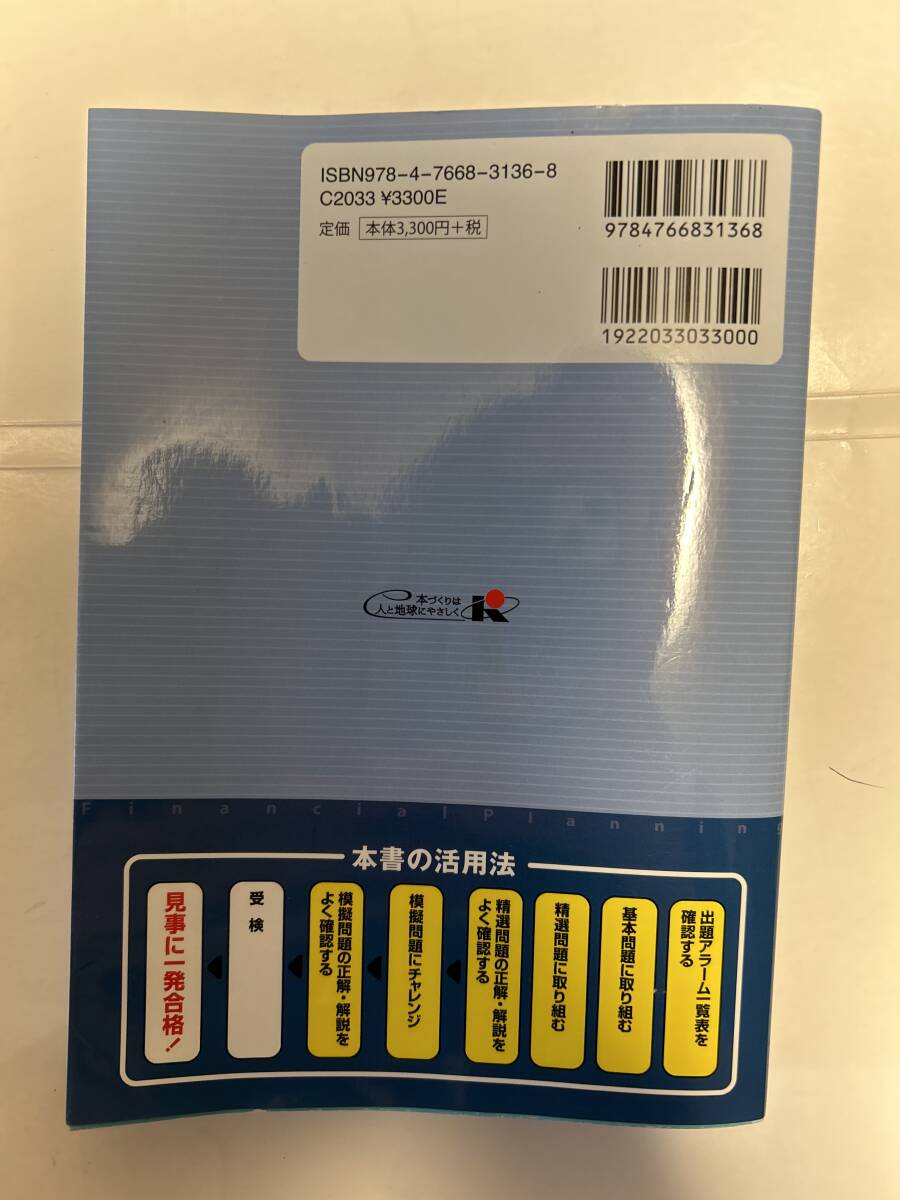 ISBN978-4-7668-3136-8
C2033 ¥3300E
定価 本体3,300円+税
9784766831368
1922033033000
本づくりは
人と地球にやさしく
R
FinancialPlanning
本書の活用法
出題アラーム一覧表を
確認する
基本問題に取り組む
精選問題に取り組む
精選問題の正解・解説を
よく確認する
模擬問題にチャレンジ
模擬問題の正解・解説を
よく確認する
受検
見事に一発合格!